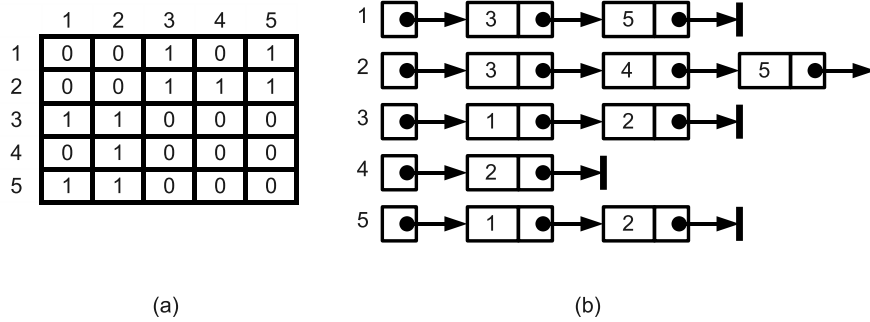 1 2 3 4 5
1 0 0 1 0 1
2 0 0 1 1 1
3 1 1 0 0 0
4 0 1 0 0 0
5 1 1 0 0 0
(a)
1 3 5
2 3 4 5
3 1 2
4 2
5 1 2
(b)